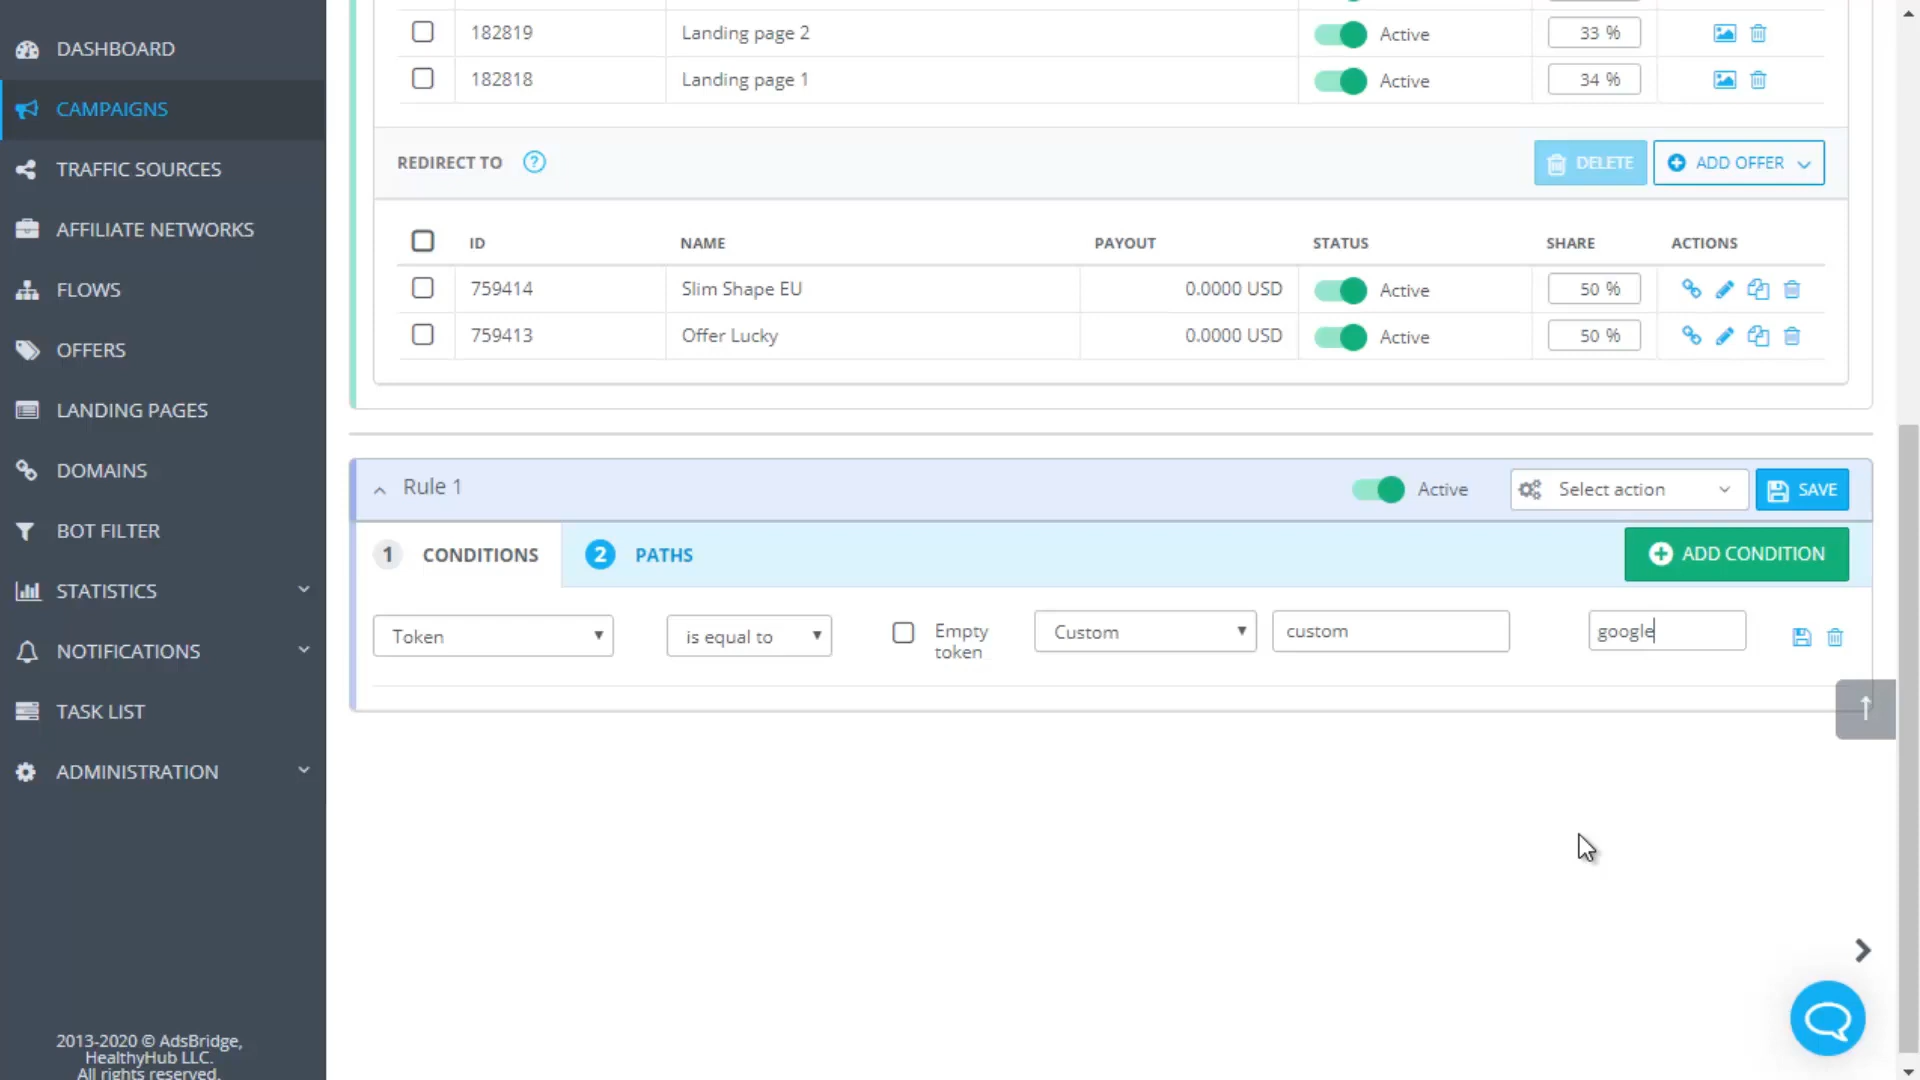 DASHBOARD
CAMPAIGNS
TRAFFIC SOURCES
AFFILIATE NETWORKS
FLOWS
OFFERS
LANDING PAGES
DOMAINS
BOT FILTER
STATISTICS
NOTIFICATIONS
TASK LIST
ADMINISTRATION
2013-2020 © AdsBridge,
HealthyHub LLC.
All rights reserved.
182819 Landing page 2 Active 33 %
182818 Landing page 1 Active 34 %
REDIRECT TO ? DELETE ADD OFFER
ID NAME PAYOUT STATUS SHARE ACTIONS
759414 Slim Shape EU 0.0000 USD Active 50 %
759413 Offer Lucky 0.0000 USD Active 50 %
Rule 1 Active Select action SAVE
1 CONDITIONS 2 PATHS ADD CONDITION
Token is equal to Empty token Custom custom google